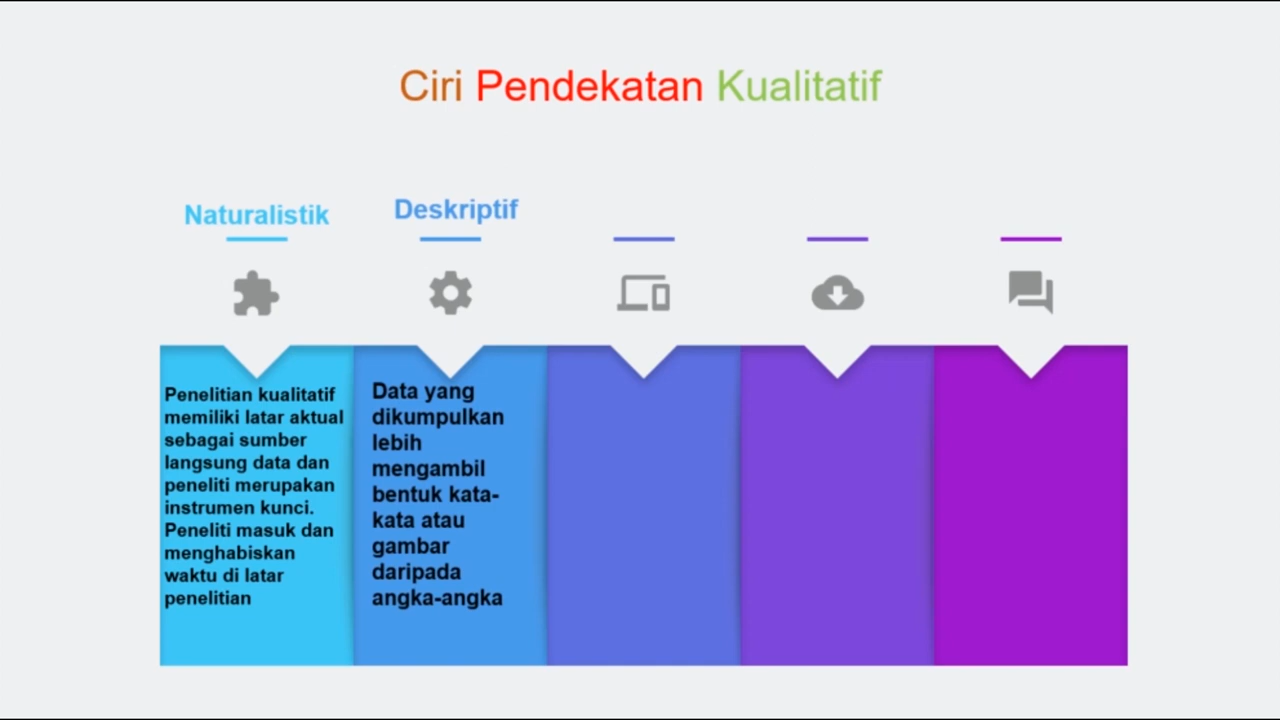 Ciri Pendekatan Kualitatif
Naturalistik
Penelitian kualitatif
memiliki latar aktual
sebagai sumber
langsung data dan
peneliti merupakan
instrumen kunci.
Peneliti masuk dan
menghabiskan
waktu di latar
penelitian
Deskriptif
Data yang
dikumpulkan
lebih
mengambil
bentuk kata-
kata atau
gambar
daripada
angka-angka